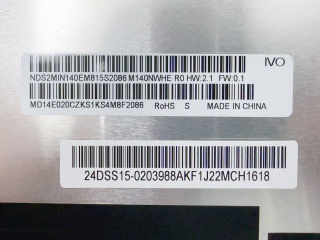 IVO
NDS2MIN140EM815S2086 M140NWHE R0 HW:2.1 FW:0.1
MD14E020CZKS1KS4M8F2086 RoHS S MADE IN CHINA
24DSS15-0203988AKF1J22MCH1618